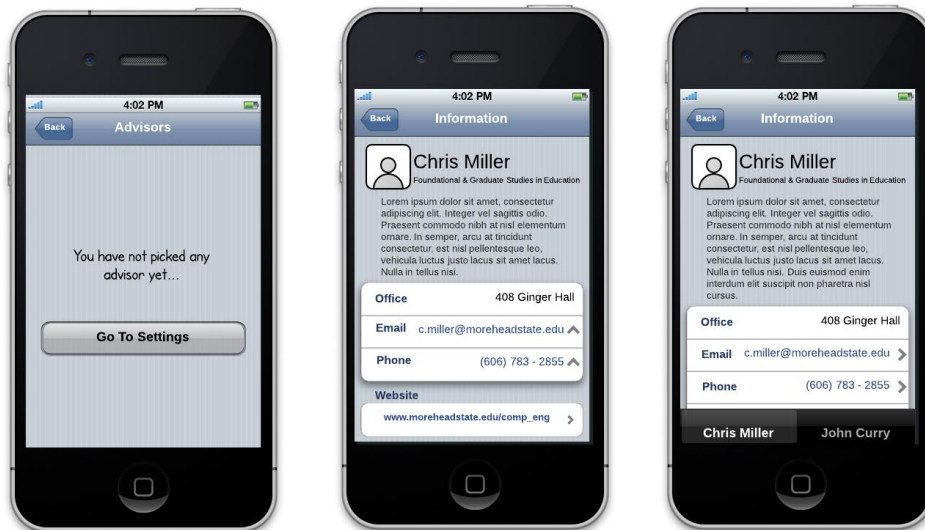 4:02 PM
Back
Advisors
You have not picked any
advisor yet...
Go To Settings
4:02 PM
Back
Information
Chris Miller
Foundational & Graduate Studies in Education
Lorem ipsum dolor sit amet, consectetur
adipiscing elit. Integer vel sagittis odio.
Praesent commodo nibh at nisl elementum
ornare. In semper, arcu at tincidunt
consectetur, est nisl pellentesque leo,
vehicula luctus justo lacus sit amet lacus.
Nulla in tellus nisi.
Office 408 Ginger Hall
Email c.miller@moreheadstate.edu
Phone (606) 783 - 2855
Website
www.moreheadstate.edu/comp_eng
4:02 PM
Back
Information
Chris Miller
Foundational & Graduate Studies in Education
Lorem ipsum dolor sit amet, consectetur
adipiscing elit. Integer vel sagittis odio.
Praesent commodo nibh at nisl elementum
ornare. In semper, arcu at tincidunt
consectetur, est nisl pellentesque leo,
vehicula luctus justo lacus sit amet lacus.
Nulla in tellus nisi. Duis euismod enim
interdum elit suscipit non pharetra nisl
cursus.
Office 408 Ginger Hall
Email c.miller@moreheadstate.edu
Phone (606) 783 - 2855
Chris Miller John Curry